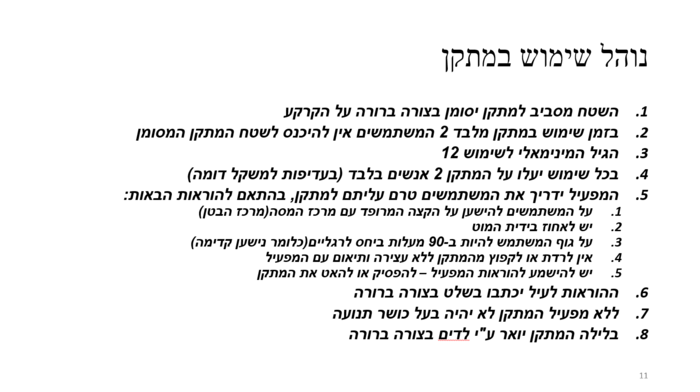 נוהל שימוש במתקן
1. השטח מסביב למתקן יסומן בצורה ברורה על הקרקע
2. בזמן שימוש במתקן מלבד 2 המשתמשים אין להיכנס לשטח המתקן המסומן
3. הגיל המינימאלי לשימוש 12
4. בכל שימוש יעלו על המתקן 2 אנשים בלבד (בעדיפות למשקל דומה)
5. המפעיל ידריך את המשתמשים טרם עליתם למתקן, בהתאם להוראות הבאות:
1. על המשתמשים להישען על הקצה המרופד עם מרכז המסה(מרכז הבטן)
2. יש לאחוז בידית המוט
3. על גוף המשתמש להיות ב-90 מעלות ביחס לרגליים(כלומר נישען קדימה)
4. אין לרדת או לקפוץ מהמתקן ללא עצירה ותיאום עם המפעיל
5. יש להישמע להוראות המפעיל – להפסיק או להאט את המתקן
6. ההוראות לעיל יכתבו בשלט בצורה ברורה
7. ללא מפעיל המתקן לא יהיה בעל כושר תנועה
8. בלילה המתקן יואר ע"י לדים בצורה ברורה
11